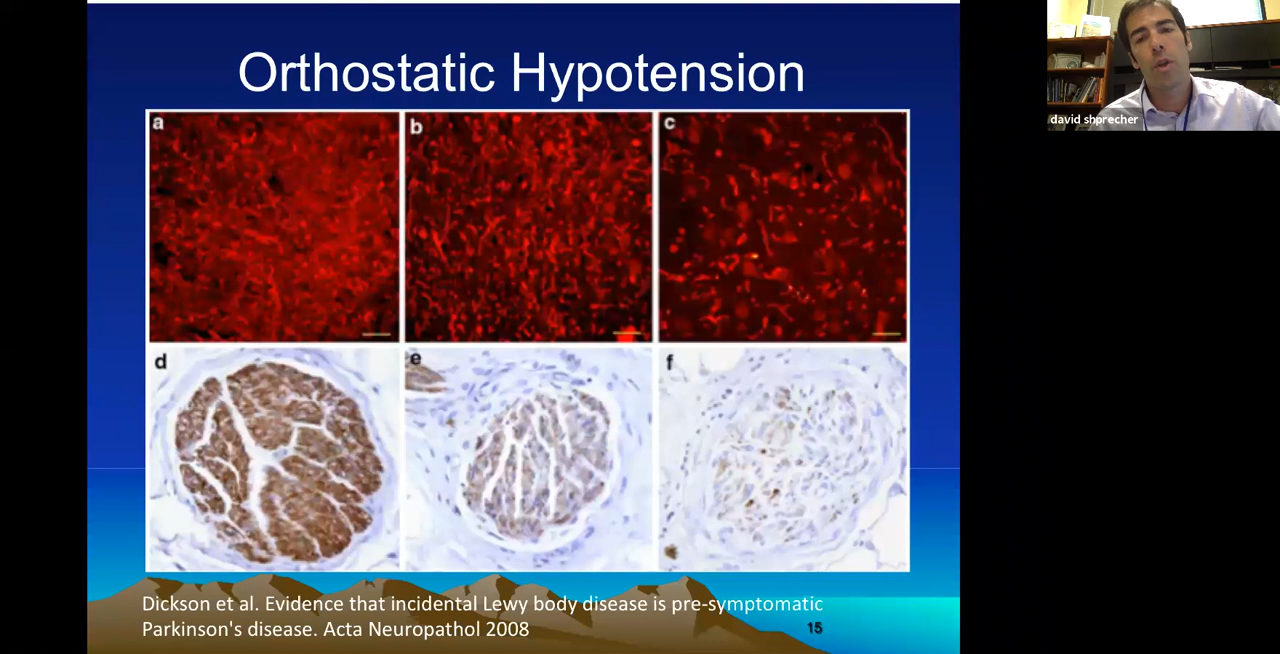 Orthostatic Hypotension
a
b
c
d
e
f
Dickson et al. Evidence that incidental Lewy body disease is pre-symptomatic
Parkinson's disease. Acta Neuropathol 2008
15
david shprecher